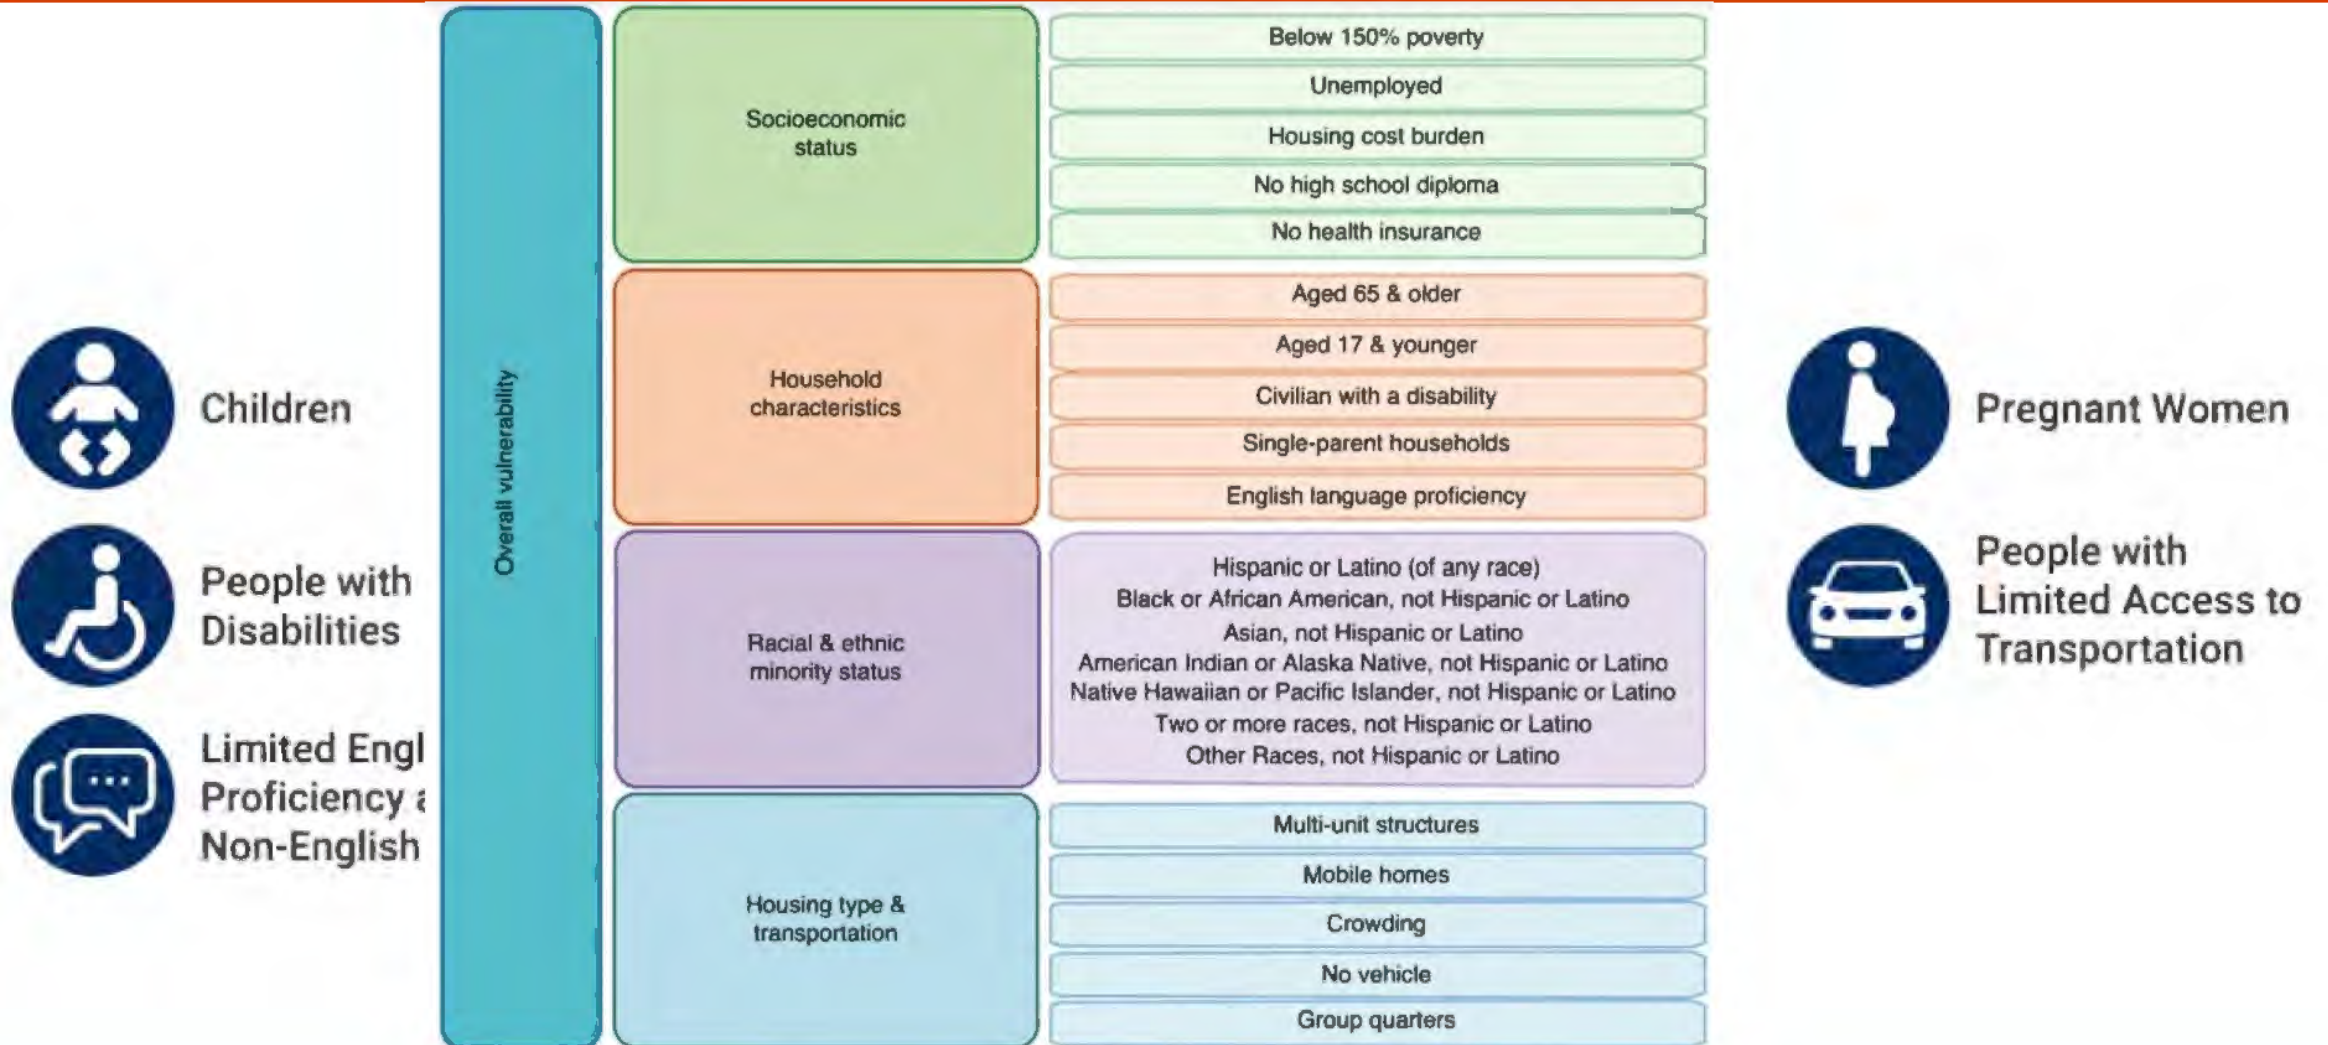 Children
People with
Disabilities
Limited Engl
Proficiency
Non-English
Overall vulnerability
Socioeconomic
status
Below 150% poverty
Unemployed
Housing cost burden
No high school diploma
No health insurance
Household
characteristics
Aged 65 & older
Aged 17 & younger
Civilian with a disability
Single-parent households
English language proficiency
Racial & ethnic
minority status
Hispanic or Latino (of any race)
Black or African American, not Hispanic or Latino
Asian, not Hispanic or Latino
American Indian or Alaska Native, not Hispanic or Latino
Native Hawaiian or Pacific Islander, not Hispanic or Latino
Two or more races, not Hispanic or Latino
Other Races, not Hispanic or Latino
Housing type &
transportation
Multi-unit structures
Mobile homes
Crowding
No vehicle
Group quarters
Pregnant Women
People with
Limited Access to
Transportation